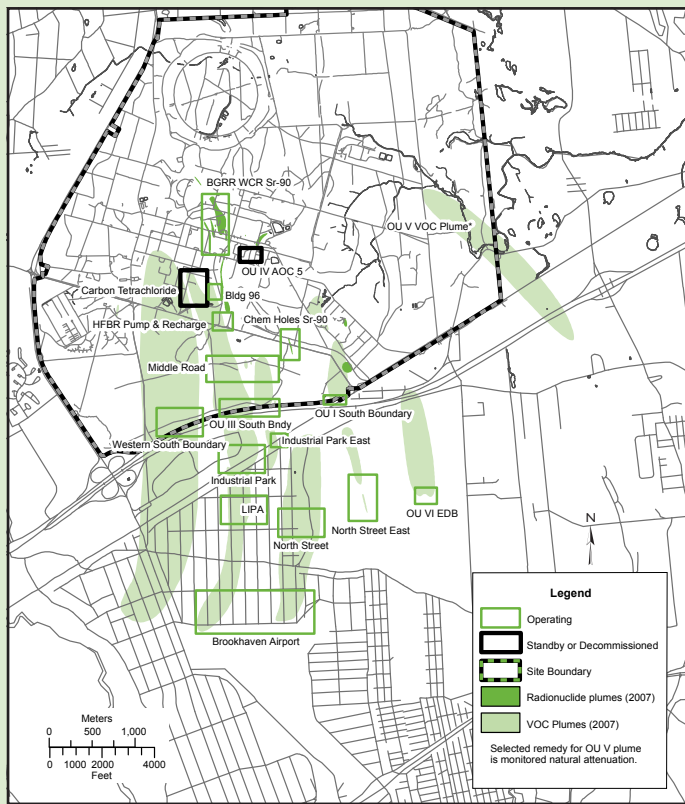 BGRR WCR Sr-90
OU V VOC Plume*
OU IV AOC 5
Carbon Tetrachloride
Bldg 96
HFBR Pump & Recharge
Chem Holes Sr-90
Middle Road
OU III South Bndy
OU I South Boundary
Western South Boundary
Industrial Park East
Industrial Park
LIPA
OU VI EDB
North Street East
North Street
Brookhaven Airport
N
Legend
Operating
Standby or Decommissioned
Site Boundary
Radionuclide plumes (2007)
VOC Plumes (2007)
Selected remedy for OU V plume
is monitored natural attenuation.
Meters
0 500 1,000
0 1000 2000 4000
Feet